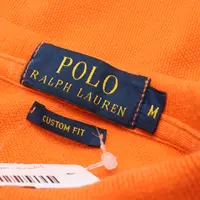 POLO
RALPH LAUREN
M
CUSTOM FIT